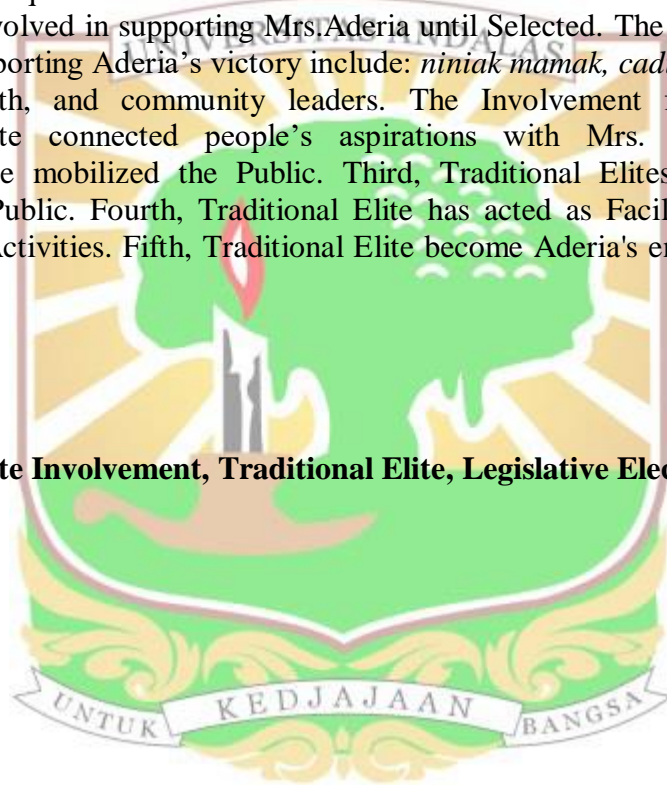 volved in supporting Mrs.Aderia until Selected. The
UNIVERSITAS ANDALAS
porting Aderia's victory include: niniak mamak,
th, and community leaders. The Involvement
te connected people's aspirations with Mrs.
e mobilized the Public. Third, Traditional Elites
Public. Fourth, Traditional Elite has acted as
Activities. Fifth, Traditional Elite become Aderia's
te Involvement, Traditional Elite, Legislative
UNTUK KEDJAJAAN BANGSA